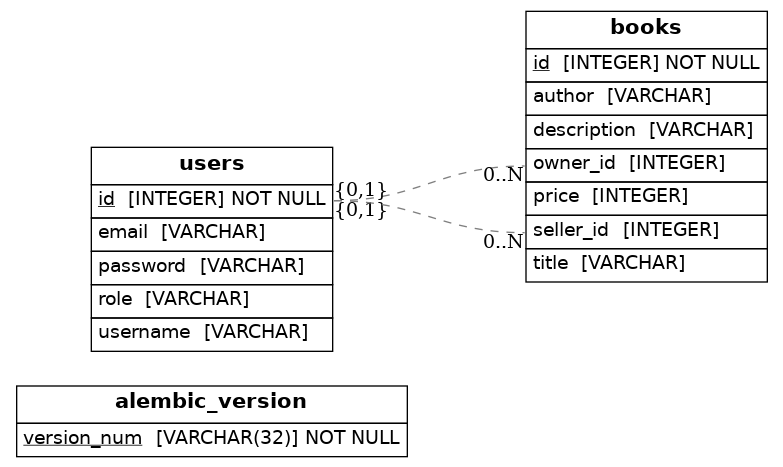 books
id [INTEGER] NOT NULL
author [VARCHAR]
description [VARCHAR]
owner_id [INTEGER]
price [INTEGER]
seller_id [INTEGER]
title [VARCHAR]
users
id [INTEGER] NOT NULL
email [VARCHAR]
password [VARCHAR]
role [VARCHAR]
username [VARCHAR]
{0,1}
0..N
{0,1}
0..N
alembic_version
version_num [VARCHAR(32)] NOT NULL